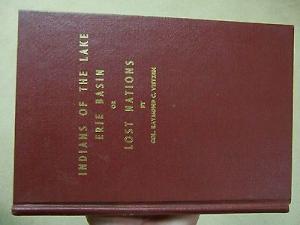 INDIANS OF THE LAKE
ERIE BASIN
OR
LOST NATIONS
BY
COL. RAYMOND C. VIETZEN